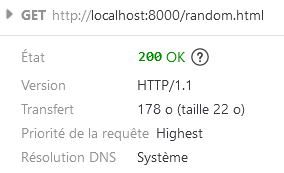 GET http://localhost:8000/random.html
État 200 OK ?
Version HTTP/1.1
Transfert 178 o (taille 22 o)
Priorité de la requête Highest
Résolution DNS Système